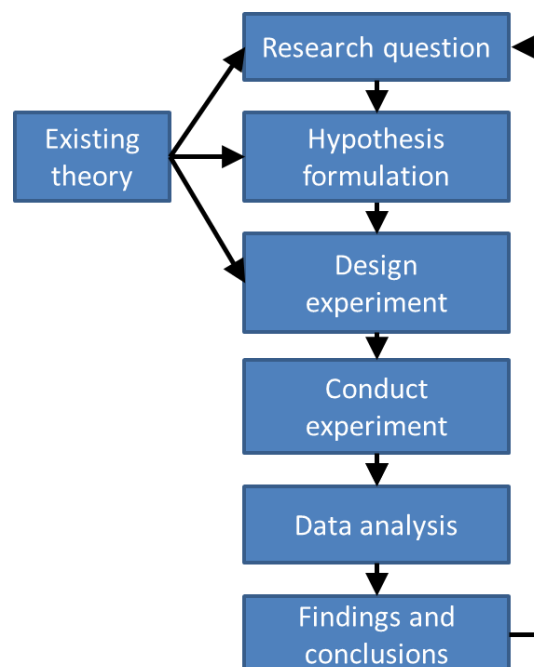 Research question
Existing
theory
Hypothesis
formulation
Design
experiment
Conduct
experiment
Data analysis
Findings and
conclusions